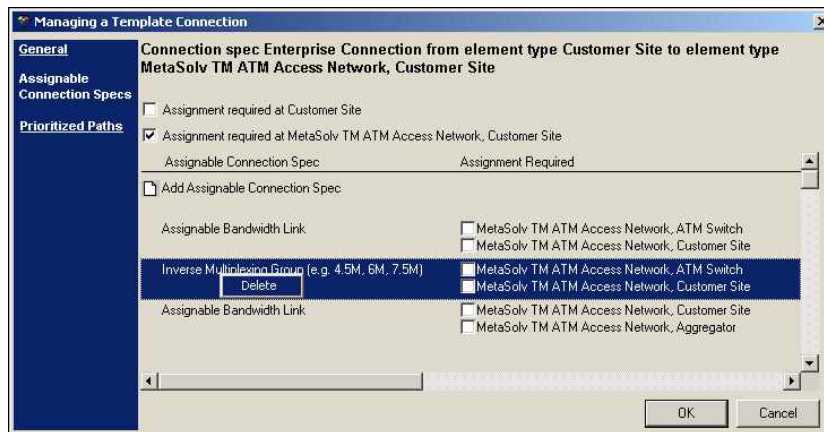 Managing a Template Connection
General
Assignable
Connection Specs
Prioritized Paths
Connection spec Enterprise Connection from element type Customer Site to element type
MetaSolv TM ATM Access Network, Customer Site
Assignment required at Customer Site
Assignment required at MetaSolv TM ATM Access Network, Customer Site
Assignable Connection Spec Assignment Required
Add Assignable Connection Spec
Assignable Bandwidth Link MetaSolv TM ATM Access Network, ATM Switch
MetaSolv TM ATM Access Network, Customer Site
Inverse Multiplexing Group (e.g. 4.5M, 6M, 7.5M) MetaSolv TM ATM Access Network, ATM Switch
Delete MetaSolv TM ATM Access Network, Customer Site
Assignable Bandwidth Link MetaSolv TM ATM Access Network, Customer Site
MetaSolv TM ATM Access Network, Aggregator
OK Cancel